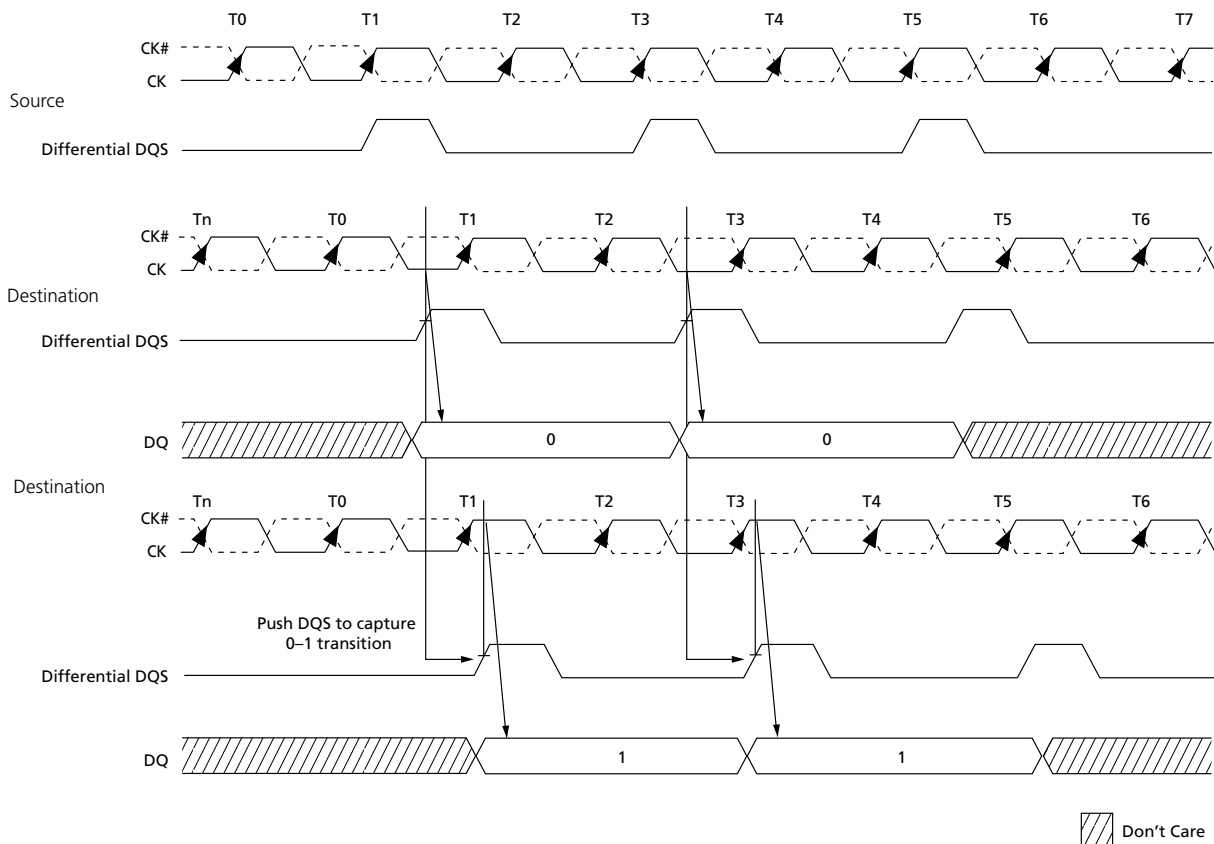 T0 T1 T2 T3 T4 T5 T6 T7
CK#
CK
Source
Differential DQS
Tn T0 T1 T2 T3 T4 T5 T6
CK#
CK
Destination
Differential DQS
DQ 0 0
Destination
Tn T0 T1 T2 T3 T4 T5 T6
CK#
CK
Push DQS to capture
0–1 transition
Differential DQS
DQ 1 1
Don't Care